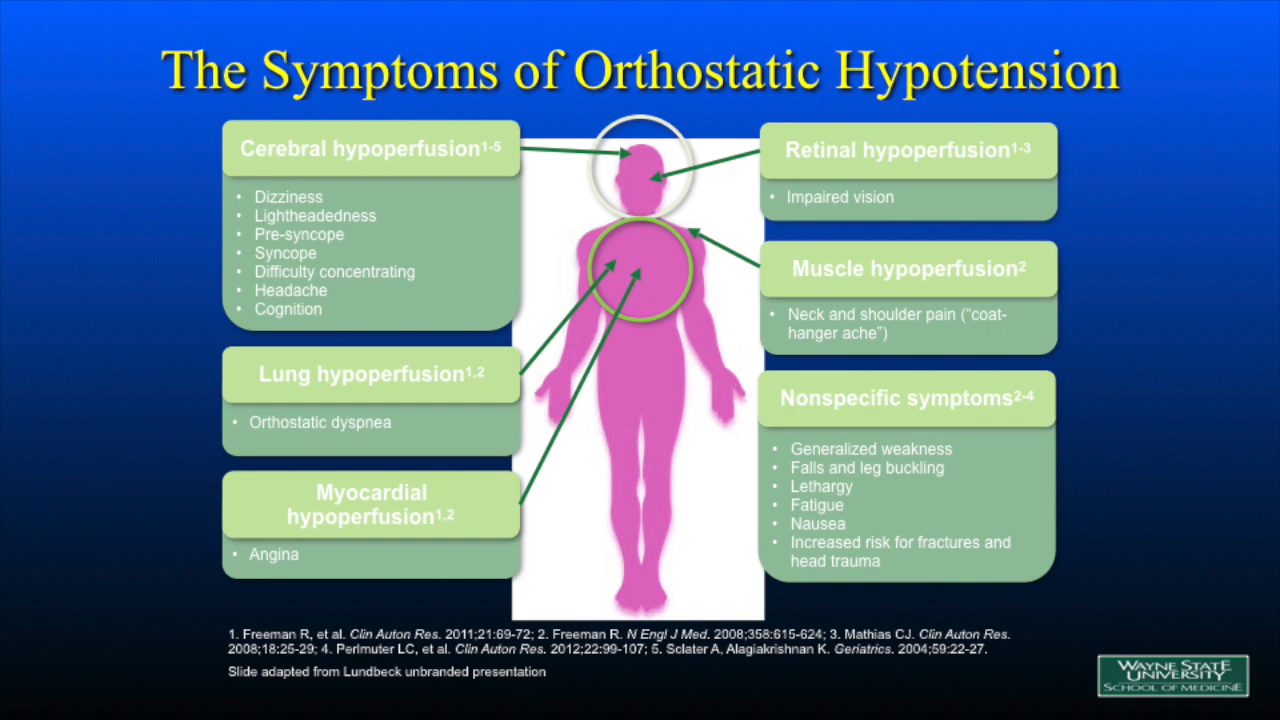 The Symptoms of Orthostatic Hypotension
Cerebral hypoperfusion1-5
• Dizziness
• Lightheadedness
• Pre-syncope
• Syncope
• Difficulty concentrating
• Headache
• Cognition
Lung hypoperfusion1,2
• Orthostatic dyspnea
Myocardial
hypoperfusion1,2
• Angina
Retinal hypoperfusion1-3
• Impaired vision
Muscle hypoperfusion2
• Neck and shoulder pain ("coat-
hanger ache")
Nonspecific symptoms2-4
• Generalized weakness
• Falls and leg buckling
• Lethargy
• Fatigue
• Nausea
• Increased risk for fractures and
head trauma
1. Freeman R, et al. Clin Auton Res. 2011;21:69-72; 2. Freeman R. N Engl J Med. 2008;358:615-624; 3. Mathias CJ. Clin Auton Res.
2008;18:25-29; 4. Perlmuter LC, et al. Clin Auton Res. 2012;22:99-107; 5. Sclater A, Alagiakrishnan K. Geriatrics. 2004;59:22-27.
Slide adapted from Lundbeck unbranded presentation
WAYNE STATE
UNIVERSITY
SCHOOL OF MEDICINE